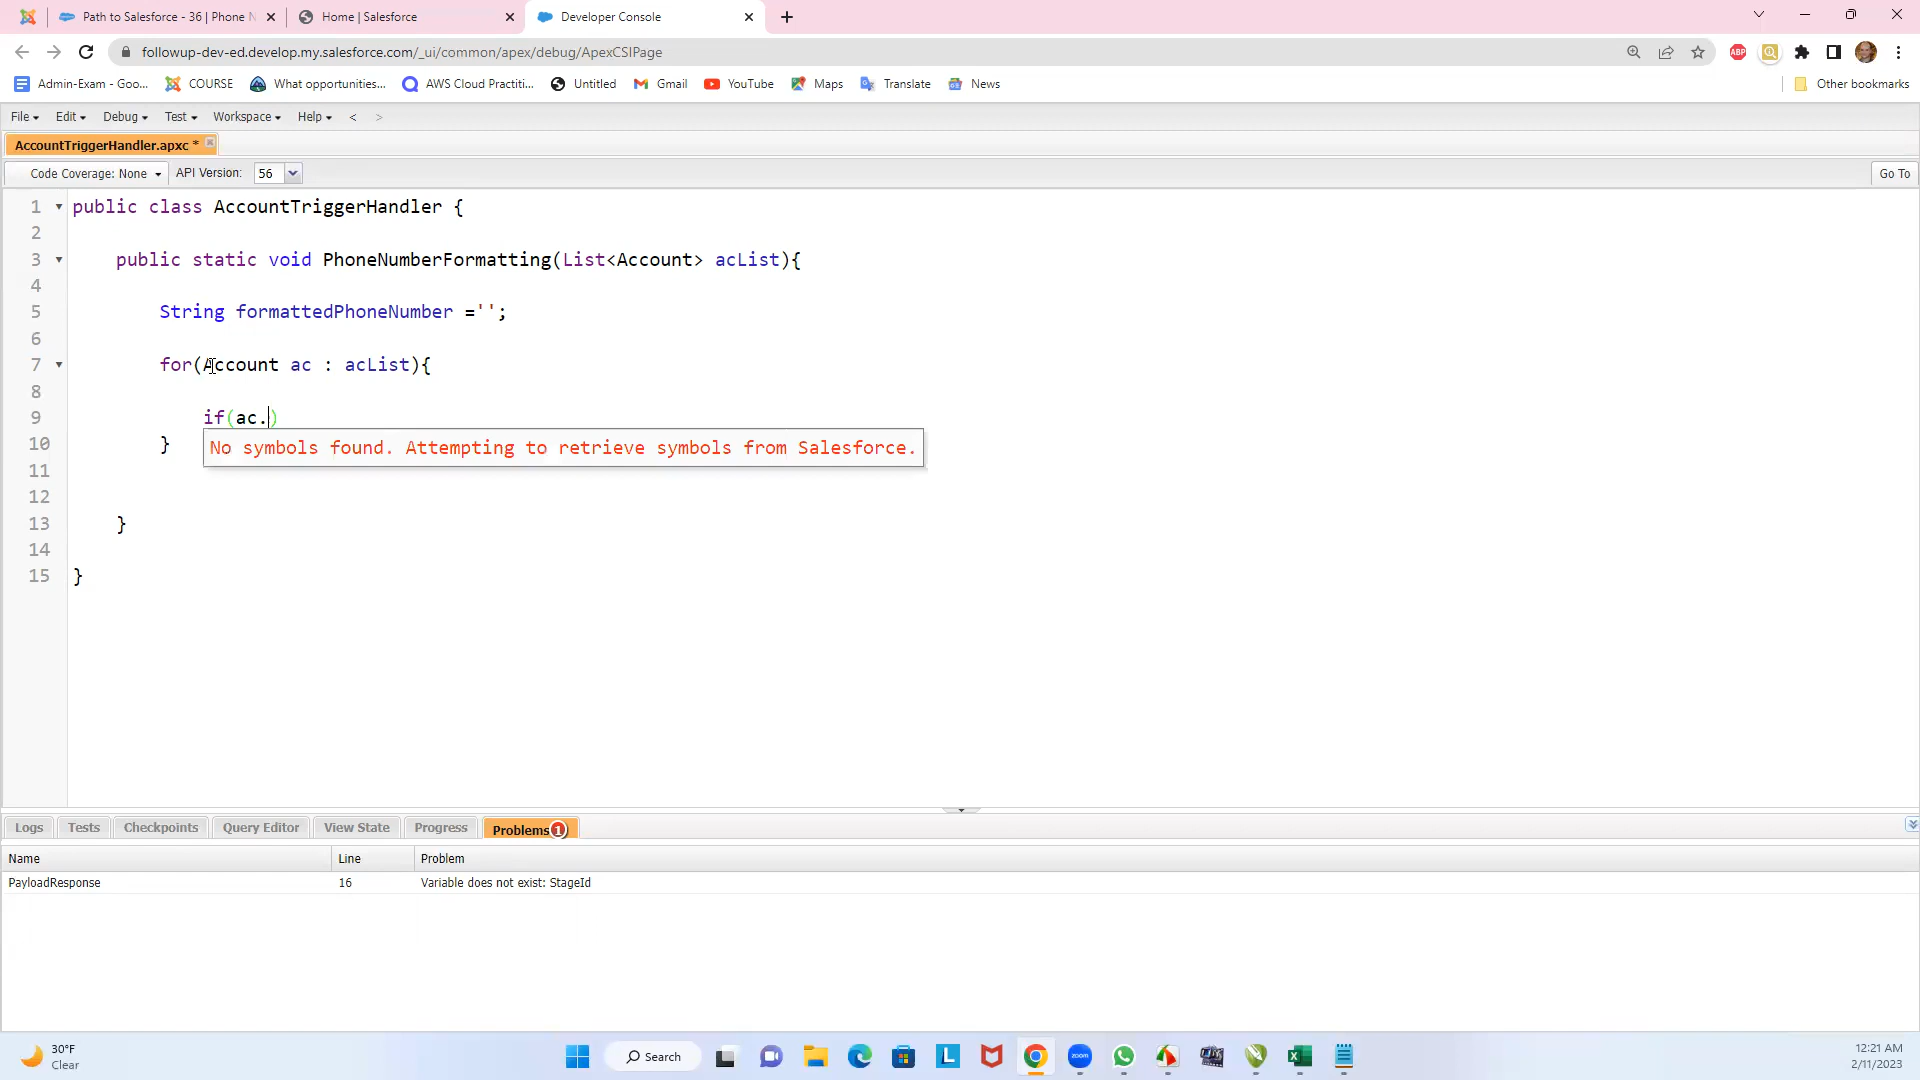 Path to Salesforce - 36 | Phone N
Home | Salesforce
Developer Console
followup-dev-ed.develop.my.salesforce.com/_ui/common/apex/debug/ApexCSIPage
ABP
Admin-Exam - Goo...
COURSE
What opportunities...
AWS Cloud Practiti...
Untitled
Gmail
YouTube
Maps
Translate
News
Other bookmarks
File
Edit
Debug
Test
Workspace
Help
<
>
AccountTriggerHandler.apxc *
Code Coverage: None
API Version:
56
Go To
1 public class AccountTriggerHandler {
2
3 public static void PhoneNumberFormatting(List<Account> acList){
4
5 String formattedPhoneNumber ='';
6
7 for(Account ac : acList){
8
9 if(ac.)
No symbols found. Attempting to retrieve symbols from Salesforce.
10 }
11
12
13 }
14
15 }
Logs
Tests
Checkpoints
Query Editor
View State
Progress
Problems 1
Name
Line
Problem
PayloadResponse
16
Variable does not exist: StageId
30°F
Clear
Search
L
zoom
12:21 AM
2/11/2023